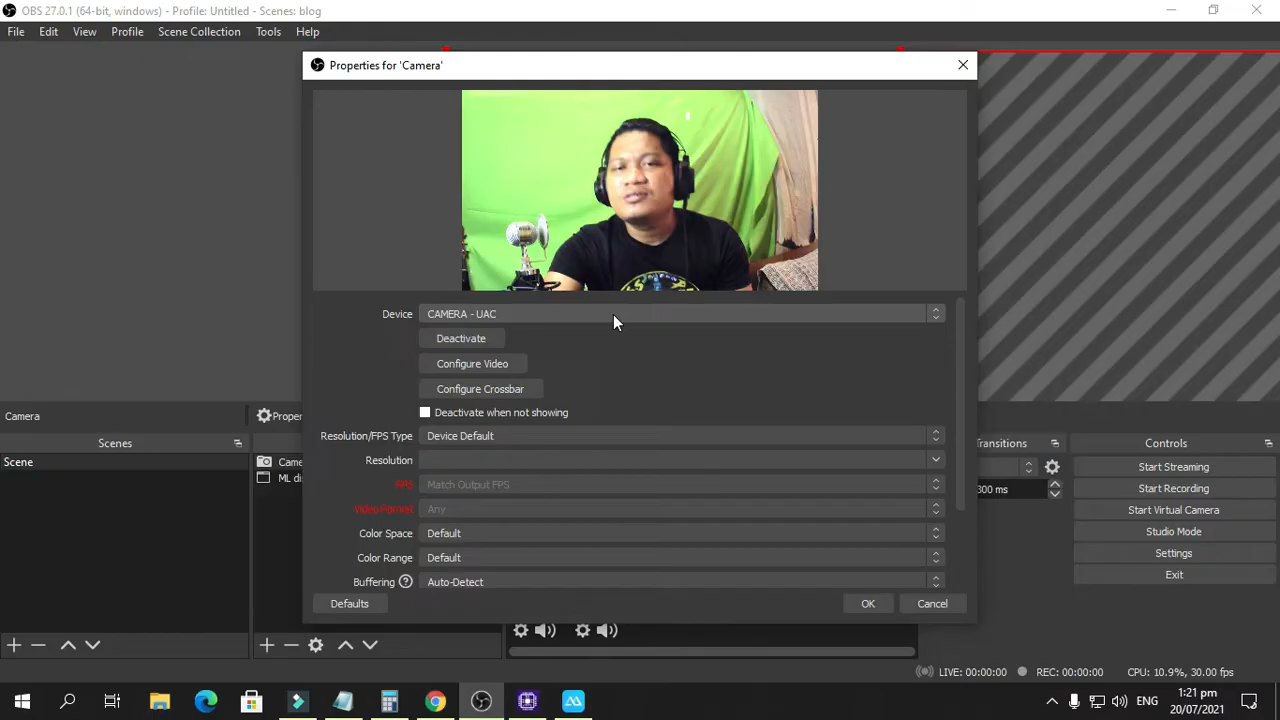 OBS 27.0.1 (64-bit, windows) - Profile: Untitled - Scenes: blog
File Edit View Profile Scene Collection Tools Help
Properties for 'Camera'
Device CAMERA - UAC
Deactivate
Configure Video
Configure Crossbar
Deactivate when not showing
Resolution/FPS Type Device Default
Resolution
FPS Match Output FPS
Video Format Any
Color Space Default
Color Range Default
Buffering ? Auto-Detect
Defaults OK Cancel
Camera
Proper
Scenes
Scene
Came
ML di
ransitions
300 ms
Controls
Start Streaming
Start Recording
Start Virtual Camera
Studio Mode
Settings
Exit
LIVE: 00:00:00 REC: 00:00:00 CPU: 10.9%, 30.00 fps
ENG
1:21 pm
20/07/2021